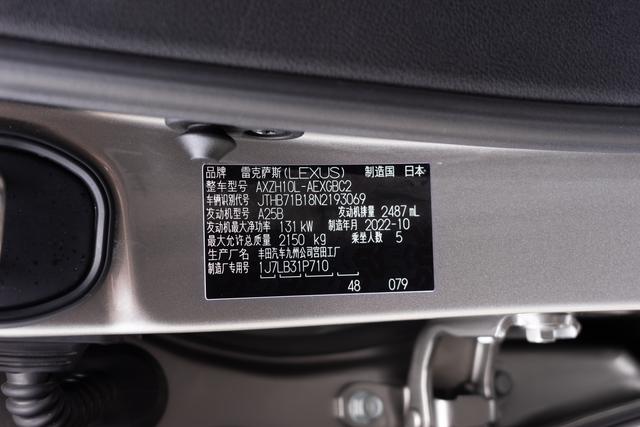 品牌 雷克萨斯(LEXUS) 制造国 日本
整车型号 AXZH10L-AEXGBC2
车辆识别代号 JTHB71B18N2193069
发动机型号 A25B 发动机排量 2487 mL
发动机最大净功率 131 kW 制造年月 2022-10
最大允许总质量 2150 kg 乘坐人数 5
生产厂名 丰田汽车九州公司宫田工厂
制造厂专用号 1J7LB31P710
48 079